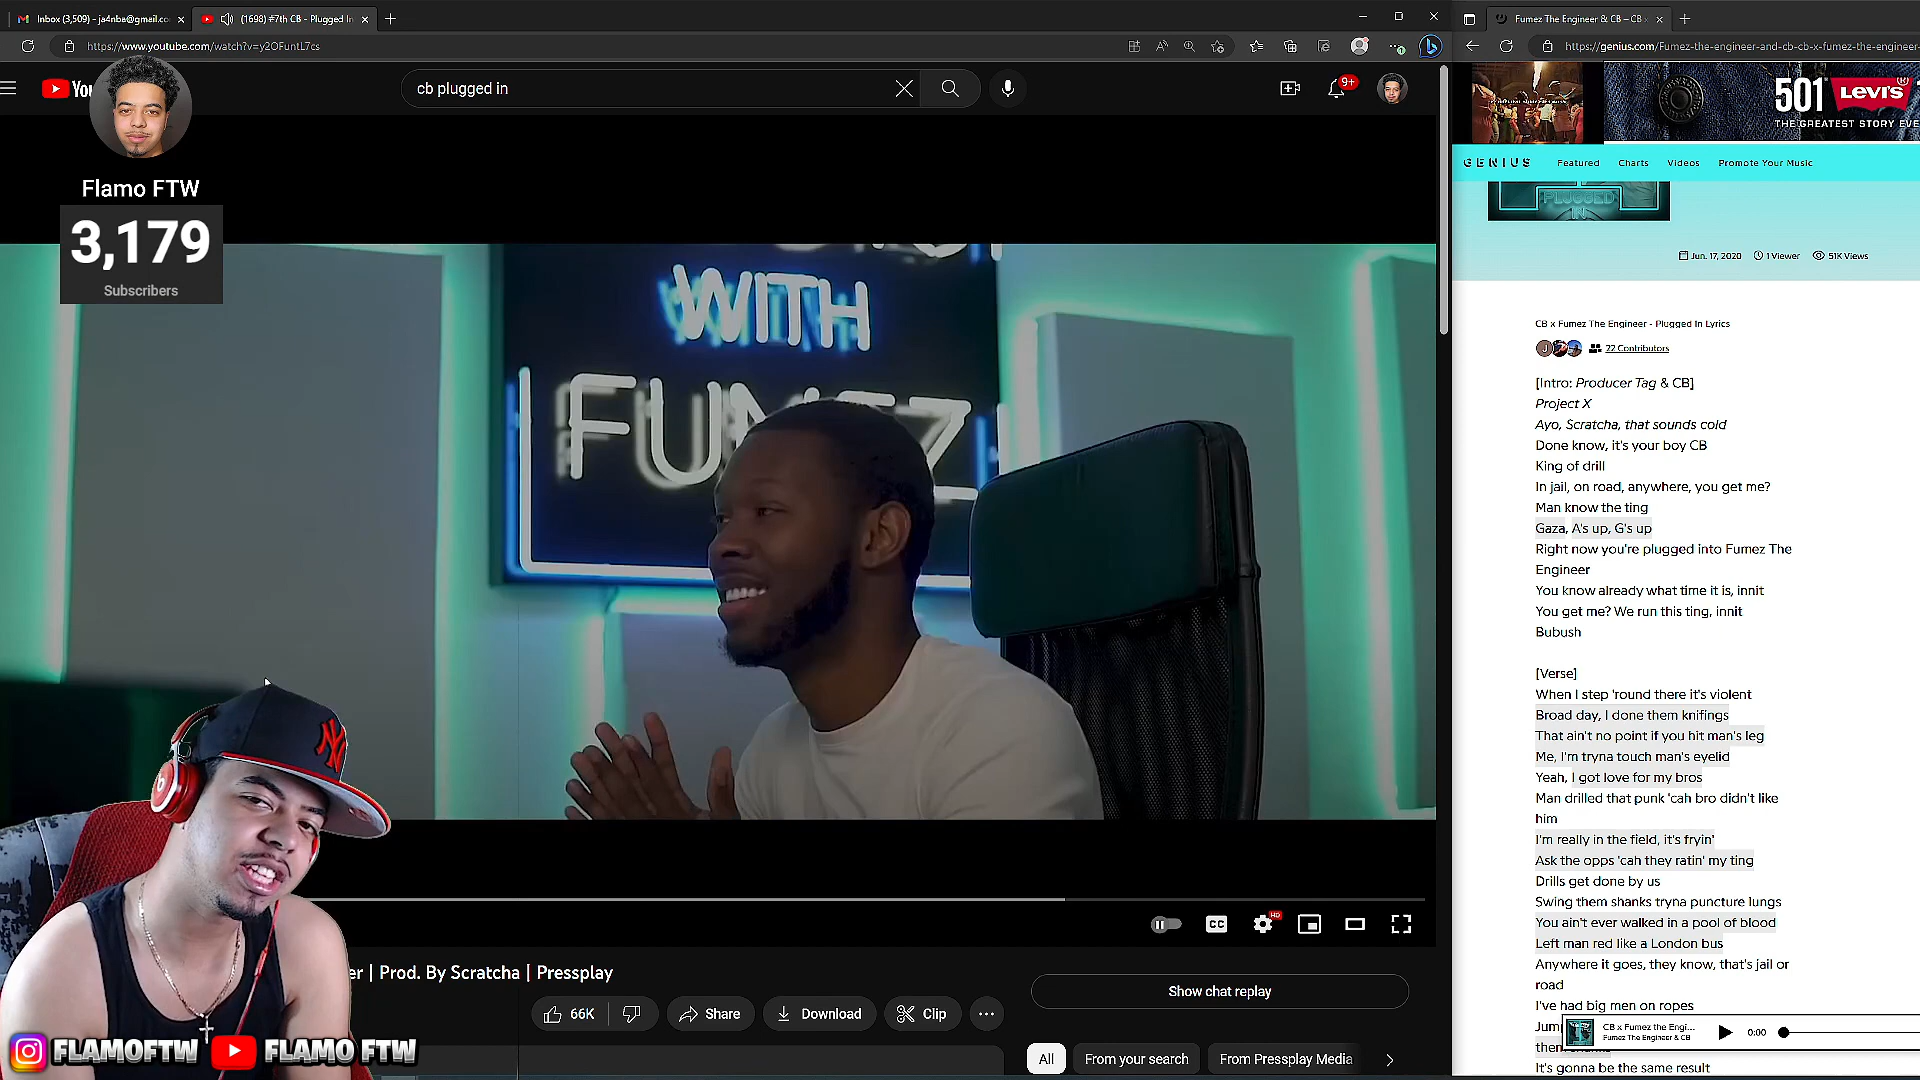 Inbox (3,509) - ja4nba@gmail.co
(1698) #7th CB - Plugged In
https://www.youtube.com/watch?v=y2OFuntL7cs
cb plugged in
9+
Flamo FTW
3,179
Subscribers
WITH
FUMEZ
NY
HD
CC
er | Prod. By Scratcha | Pressplay
66K
Share
Download
Clip
Show chat replay
All
From your search
From Pressplay Media
FLAMOFTW
FLAMO FTW
Fumez The Engineer & CB – CB x
https://genius.com/Fumez-the-engineer-and-cb-cb-x-fumez-the-engineer-
501 Levi's
THE GREATEST STORY EVE
GENIUS
Featured
Charts
Videos
Promote Your Music
PLUGGED
IN
Jun. 17, 2020
1 Viewer
51K Views
CB x Fumez The Engineer - Plugged In Lyrics
22 Contributors
[Intro: Producer Tag & CB]
Project X
Ayo, Scratcha, that sounds cold
Done know, it's your boy CB
King of drill
In jail, on road, anywhere, you get me?
Man know the ting
Gaza, A's up, G's up
Right now you're plugged into Fumez The
Engineer
You know already what time it is, innit
You get me? We run this ting, innit
Bubush
[Verse]
When I step 'round there it's violent
Broad day, I done them knifings
That ain't no point if you hit man's leg
Me, I'm tryna touch man's eyelid
Yeah, I got love for my bros
Man drilled that punk 'cah bro didn't like
him
I'm really in the field, it's fryin'
Ask the opps 'cah they ratin' my ting
Drills get done by us
Swing them shanks tryna puncture lungs
You ain't ever walked in a pool of blood
Left man red like a London bus
Anywhere it goes, they know, that's jail or
road
I've had big men on ropes
It's gonna be the same result
CB x Fumez the Engi...
Fumez The Engineer & CB
0:00